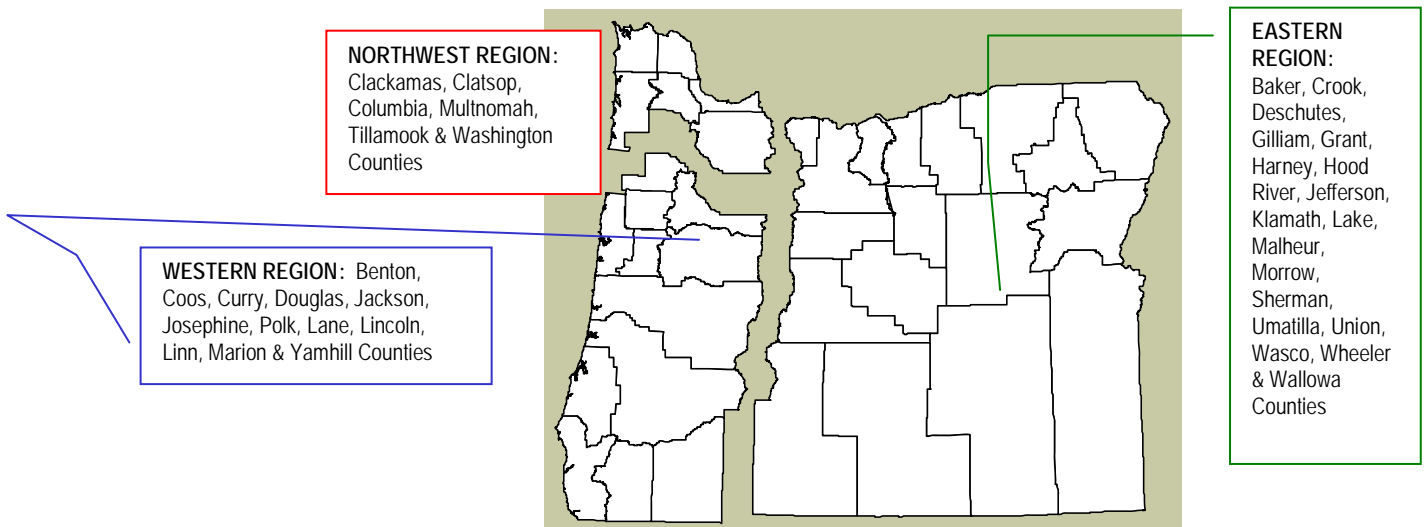 NORTHWEST REGION:
Clackamas, Clatsop,
Columbia, Multnomah,
Tillamook & Washington
Counties
WESTERN REGION: Benton,
Coos, Curry, Douglas, Jackson,
Josephine, Polk, Lane, Lincoln,
Linn, Marion & Yamhill Counties
EASTERN
REGION:
Baker, Crook,
Deschutes,
Gilliam, Grant,
Harney, Hood
River, Jefferson,
Klamath, Lake,
Malheur,
Morrow,
Sherman,
Umatilla, Union,
Wasco, Wheeler
& Wallowa
Counties